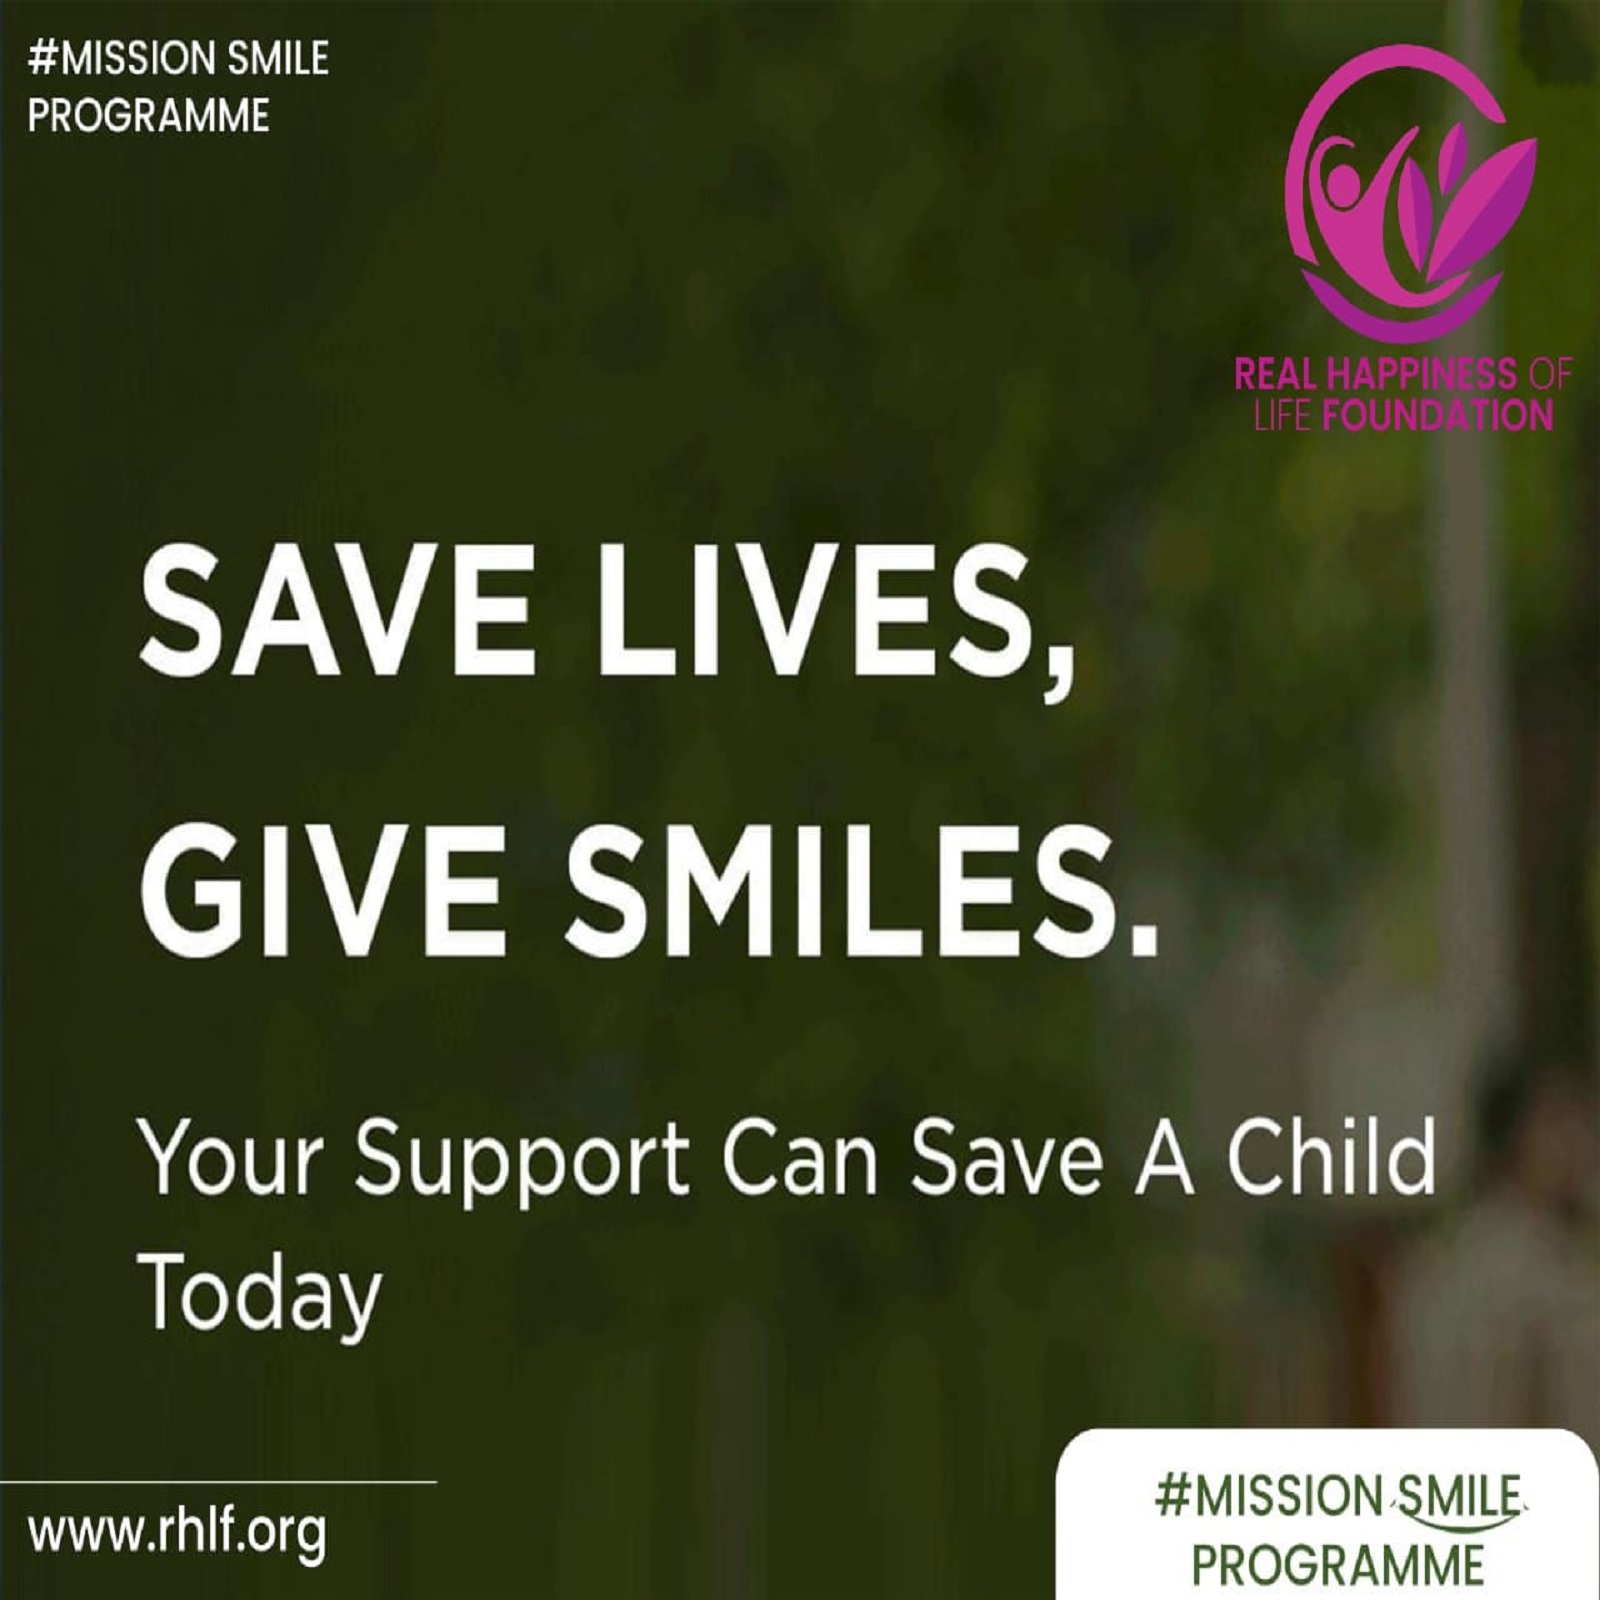 #MISSION SMILE
PROGRAMME
REAL HAPPINESS OF
LIFE FOUNDATION
SAVE LIVES,
GIVE SMILES.
Your Support Can Save A Child
Today
www.rhlf.org
#MISSION SMILE
PROGRAMME